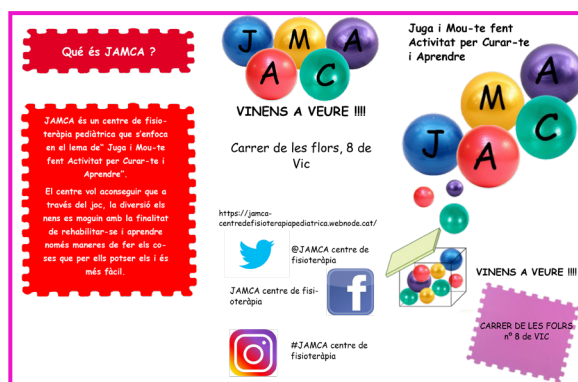 Qué és JAMCA ?
JAMCA és un centre de fisio-
teràpia pediàtrica que s'enfoca
en el lema de" Juga i Mou-te
fent Activitat per Curar-te i
Aprendre".
El centre vol aconseguir que a
través del joc, la diversió els
nens es moguin amb la finalitat
de rehabilitar-se i aprendre
només maneres de fer els co-
ses que per ells potser els i és
més fàcil.
J M A
A C
VINENS A VEURE !!!!
Carrer de les flors, 8 de
Vic
https://jamca-
centredefisioterapiapediatrica.webnode.cat/
@JAMCA centre de
fisioteràpia
JAMCA centre de fisi-
oteràpia
f
#JAMCA centre de
fisioteràpia
Juga i Mou-te fent
Activitat per Curar-te
i Aprendre
A
M
J C
A
VINENS A VEURE !!!!
CARRER DE LES FOLRS
nº 8 de VIC